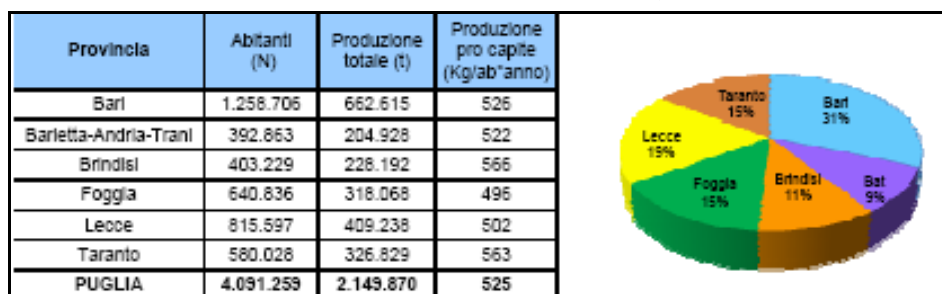 Provincia Abitanti (N) Produzione totale (t) Produzione pro capite (Kg/ab*anno)
Bari 1.258.706 662.615 526
Barletta-Andria-Trani 392.863 204.928 522
Brindisi 403.229 228.192 566
Foggia 640.836 318.068 496
Lecce 815.597 409.238 502
Taranto 580.028 326.829 563
PUGLIA 4.091.259 2.149.870 525
Taranto
15%
Bari
31%
Lecce
19%
Foggia
15%
Brindisi
11%
Bat
9%